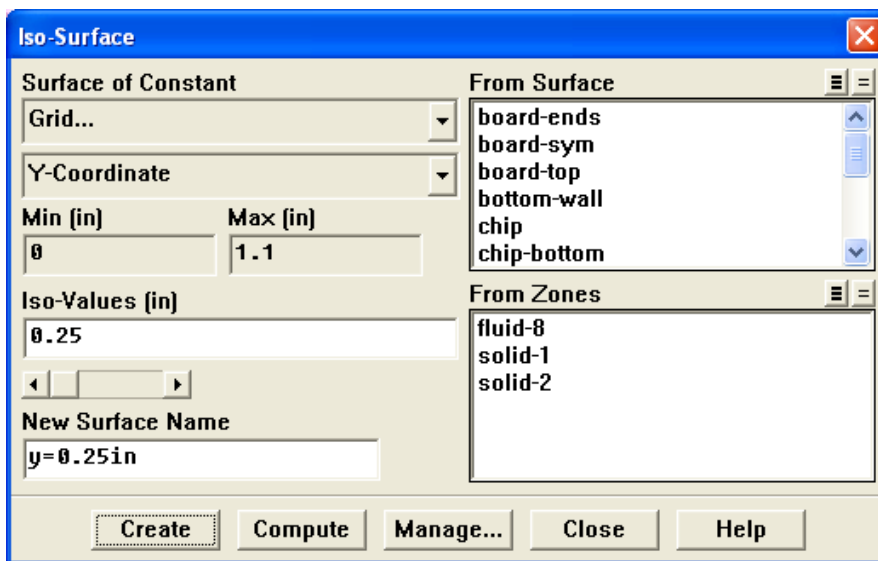 Iso-Surface
Surface of Constant
Grid...
Y-Coordinate
Min (in)
Max (in)
0
1.1
Iso-Values (in)
0.25
New Surface Name
y=0.25in
From Surface
board-ends
board-sym
board-top
bottom-wall
chip
chip-bottom
From Zones
fluid-8
solid-1
solid-2
Create
Compute
Manage...
Close
Help